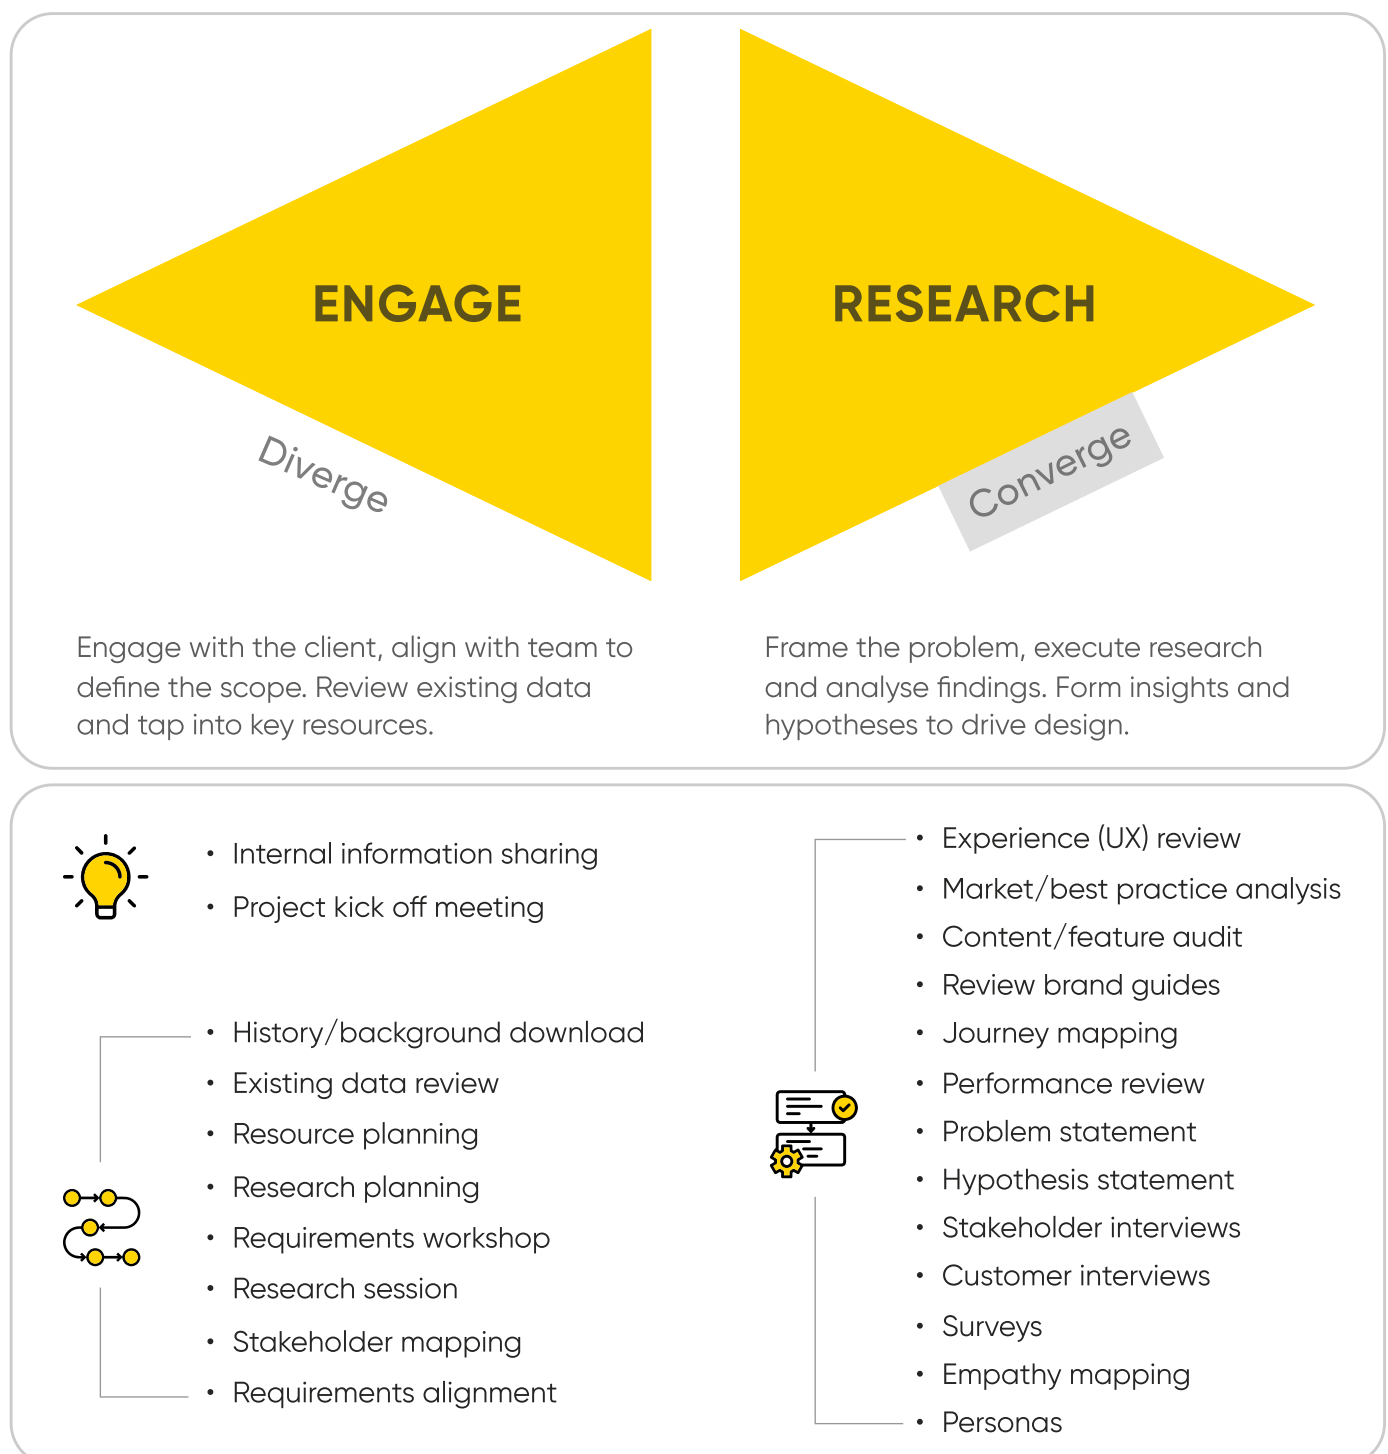 ENGAGE
Diverge
Engage with the client, align with team to
define the scope. Review existing data
and tap into key resources.
RESEARCH
Converge
Frame the problem, execute research
and analyse findings. Form insights and
hypotheses to drive design.
• Internal information sharing
• Project kick off meeting
• History/background download
• Existing data review
• Resource planning
• Research planning
• Requirements workshop
• Research session
• Stakeholder mapping
• Requirements alignment
• Experience (UX) review
• Market/best practice analysis
• Content/feature audit
• Review brand guides
• Journey mapping
• Performance review
• Problem statement
• Hypothesis statement
• Stakeholder interviews
• Customer interviews
• Surveys
• Empathy mapping
• Personas